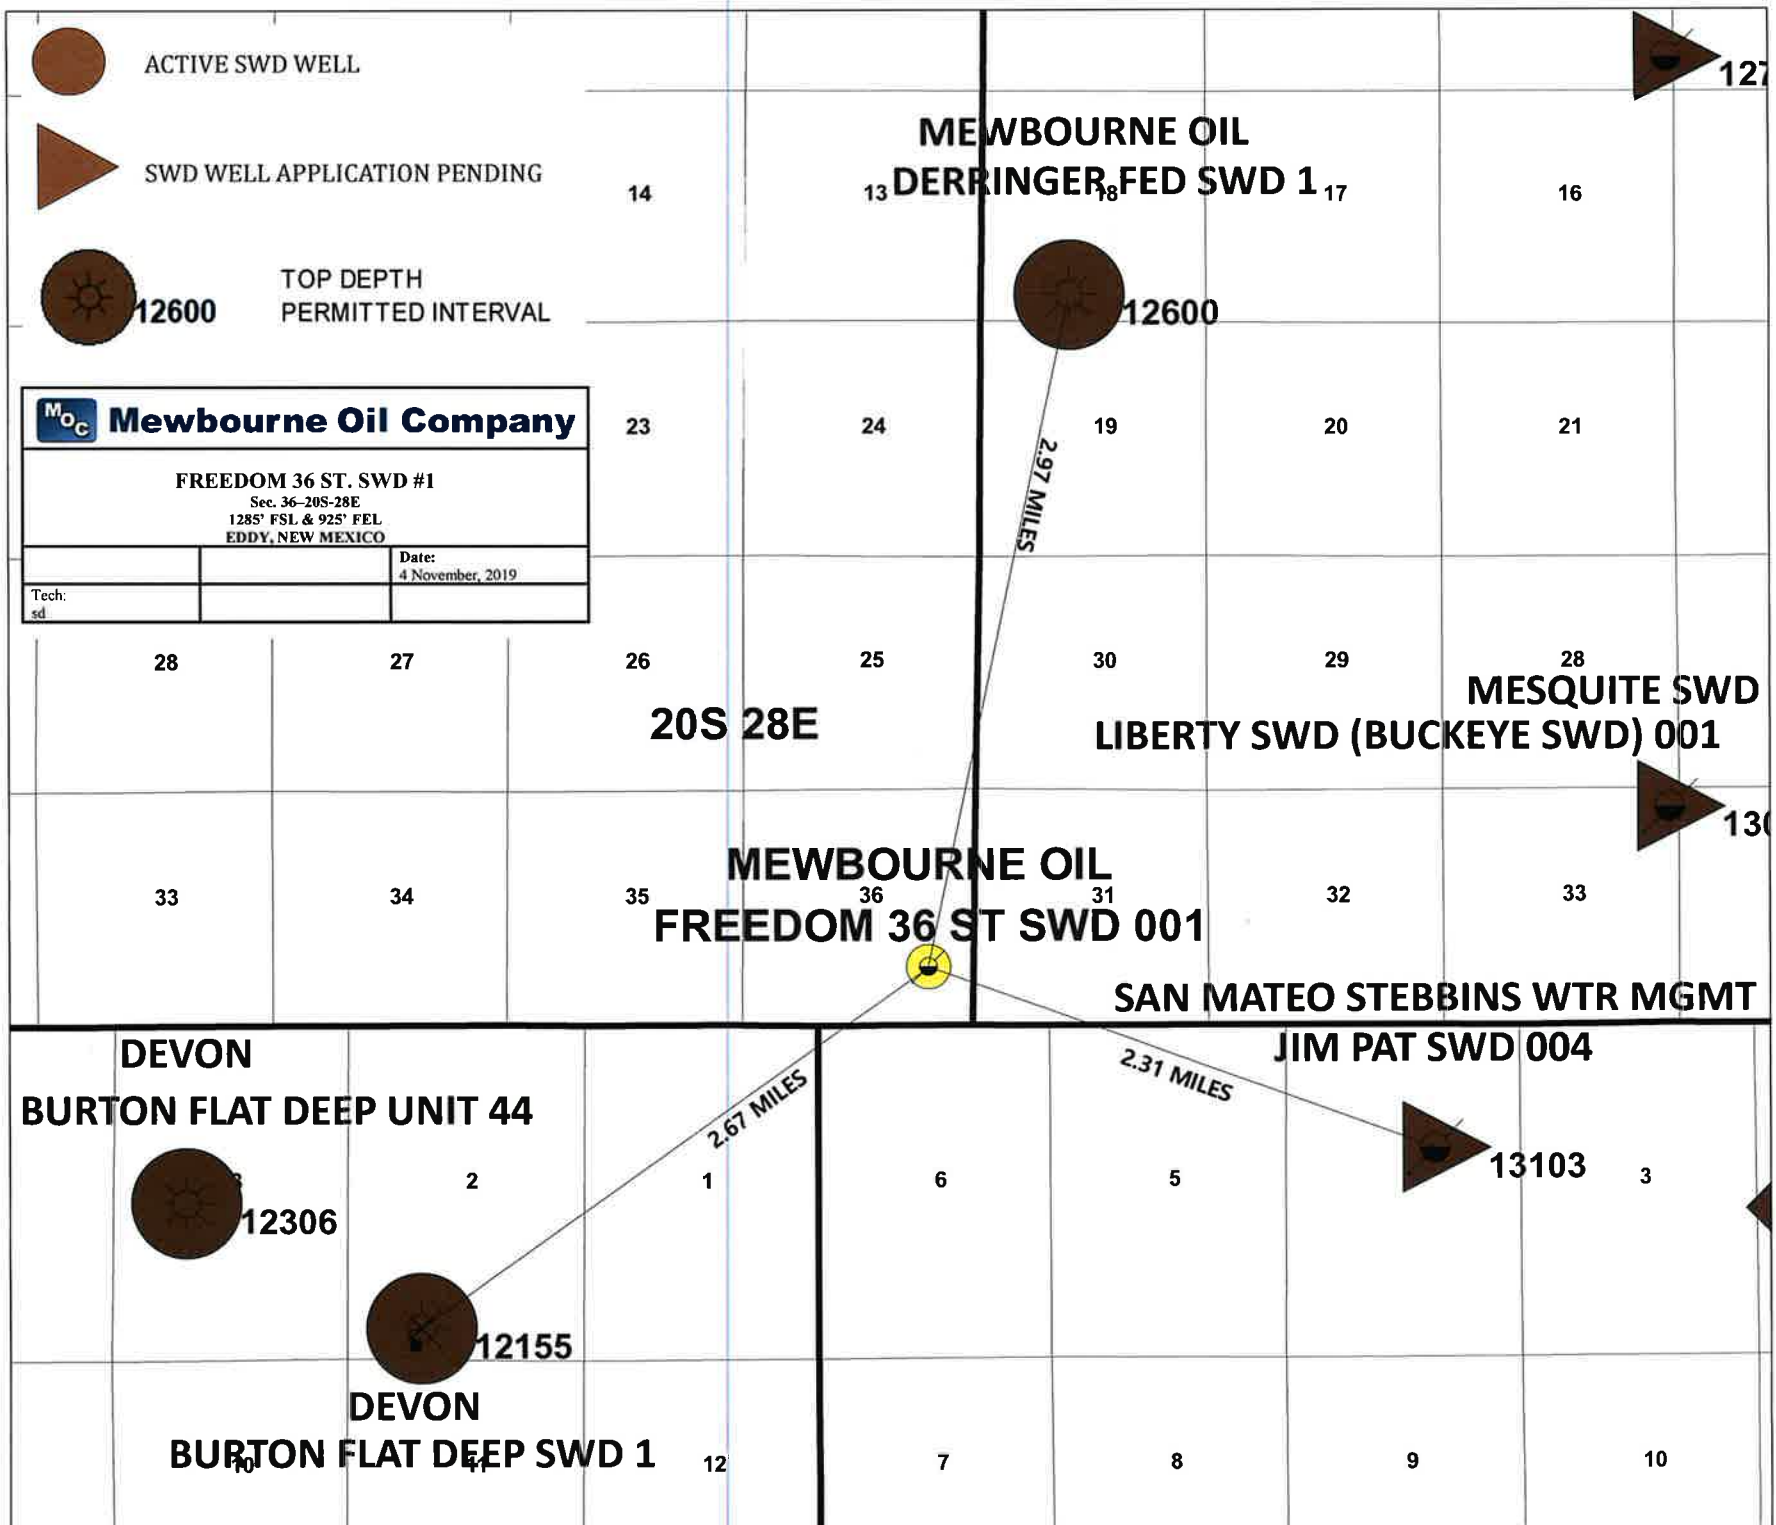 ACTIVE SWD WELL
SWD WELL APPLICATION PENDING
12600
TOP DEPTH
PERMITTED INTERVAL
MOC Mewbourne Oil Company
FREEDOM 36 ST. SWD #1
Sec. 36-20S-28E
1285' FSL & 925' FEL
EDDY, NEW MEXICO
Date:
4 November, 2019
Tech:
sd
MEWBOURNE OIL
DERRINGER FED SWD 1
14
13
18
17
16
12600
23
24
19
20
21
2.97 MILES
28
27
26
25
30
29
28
20S 28E
MESQUITE SWD
LIBERTY SWD (BUCKEYE SWD) 001
MEWBOURNE OIL
33
34
35
36
31
32
33
FREEDOM 36 ST SWD 001
SAN MATEO STEBBINS WTR MGMT
JIM PAT SWD 004
DEVON
BURTON FLAT DEEP UNIT 44
2.67 MILES
2.31 MILES
13103
12306
2
1
6
5
3
12155
DEVON
BURTON FLAT DEEP SWD 1
10
11
12
7
8
9
10